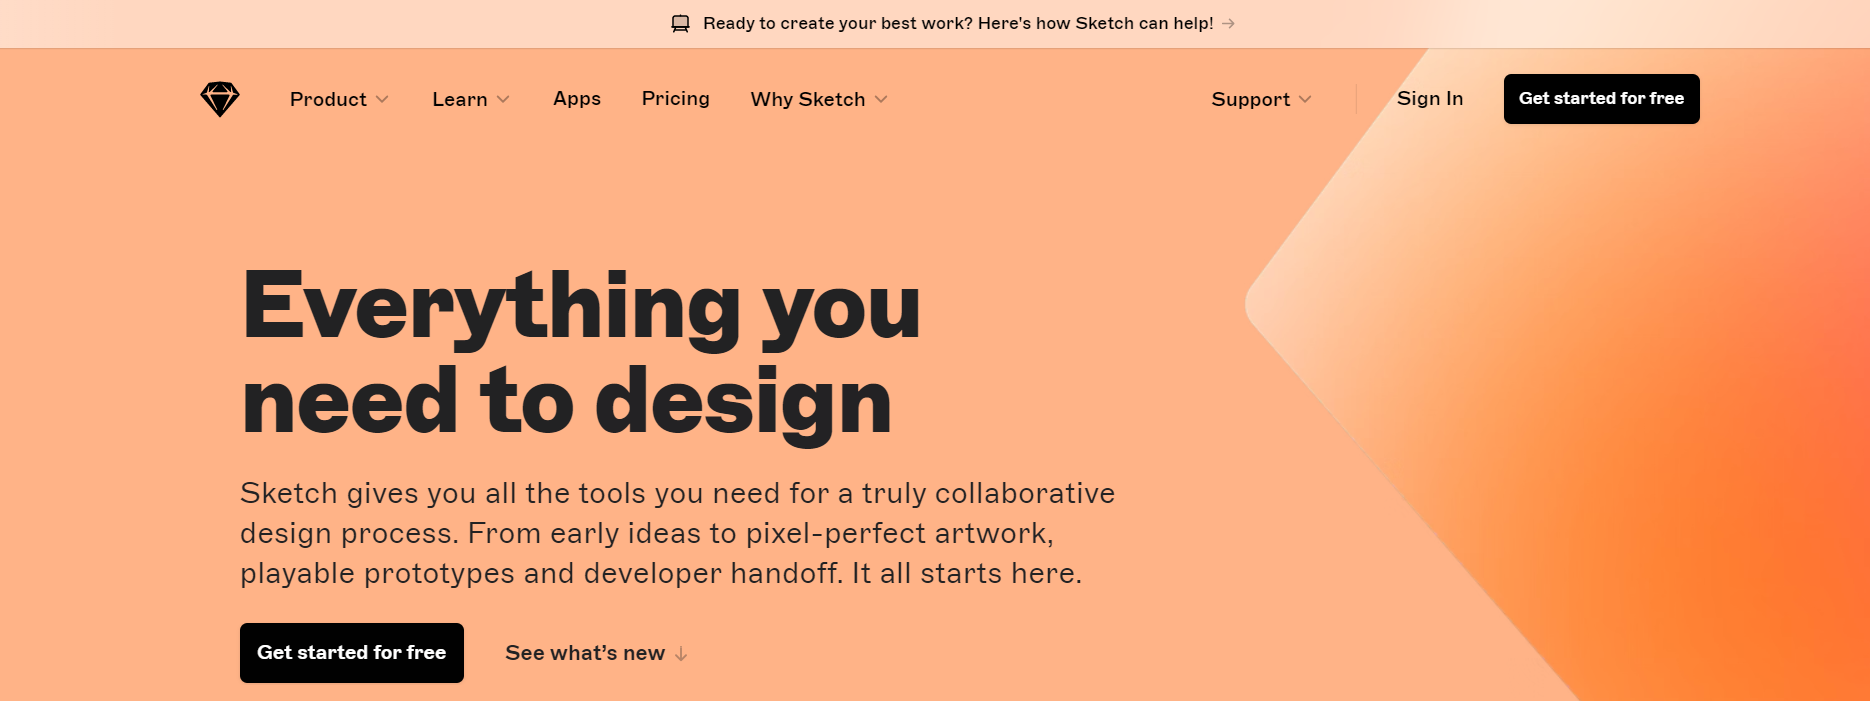 Ready to create your best work? Here's how Sketch can help! →
Product
Learn
Apps
Pricing
Why Sketch
Support
Sign In
Get started for free
Everything you
need to design
Sketch gives you all the tools you need for a truly collaborative
design process. From early ideas to pixel-perfect artwork,
playable prototypes and developer handoff. It all starts here.
Get started for free
See what’s new ↓